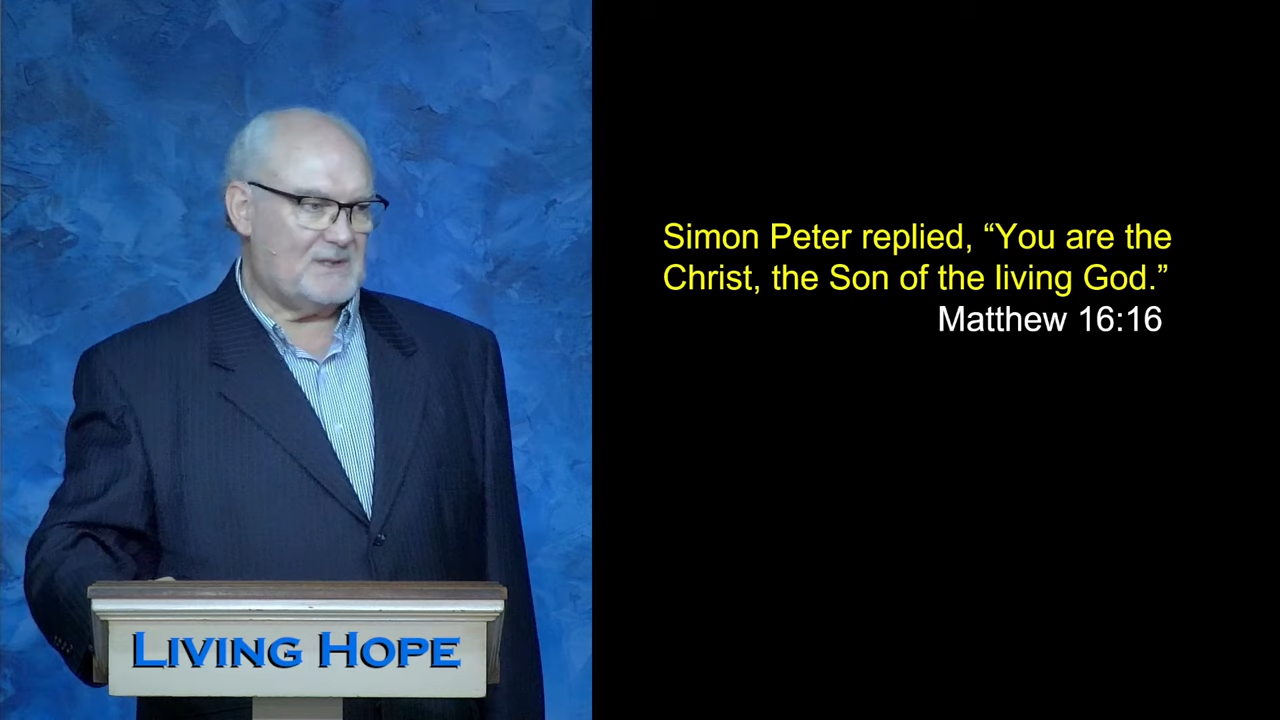 Simon Peter replied, “You are the
Christ, the Son of the living God.”
Matthew 16:16
LIVING HOPE